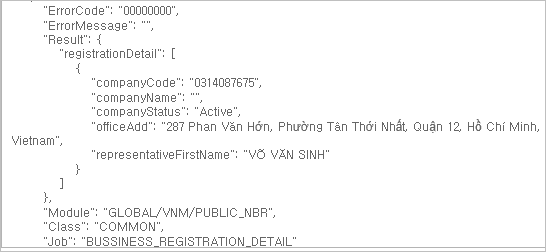 "ErrorCode": "00000000",
"ErrorMessage": "",
"Result": {
"registrationDetail": [
{
"companyCode": "0314087675",
"companyName": "",
"companyStatus": "Active",
"officeAdd": "287 Phan Văn Hớn, Phường Tân Thới Nhất, Quận 12, Hồ Chí Minh,
Vietnam",
"representativeFirstName": "VÕ VĂN SINH"
}
]
},
"Module": "GLOBAL/VNM/PUBLIC_NBR",
"Class": "COMMON",
"Job": "BUSSINESS_REGISTRATION_DETAIL"